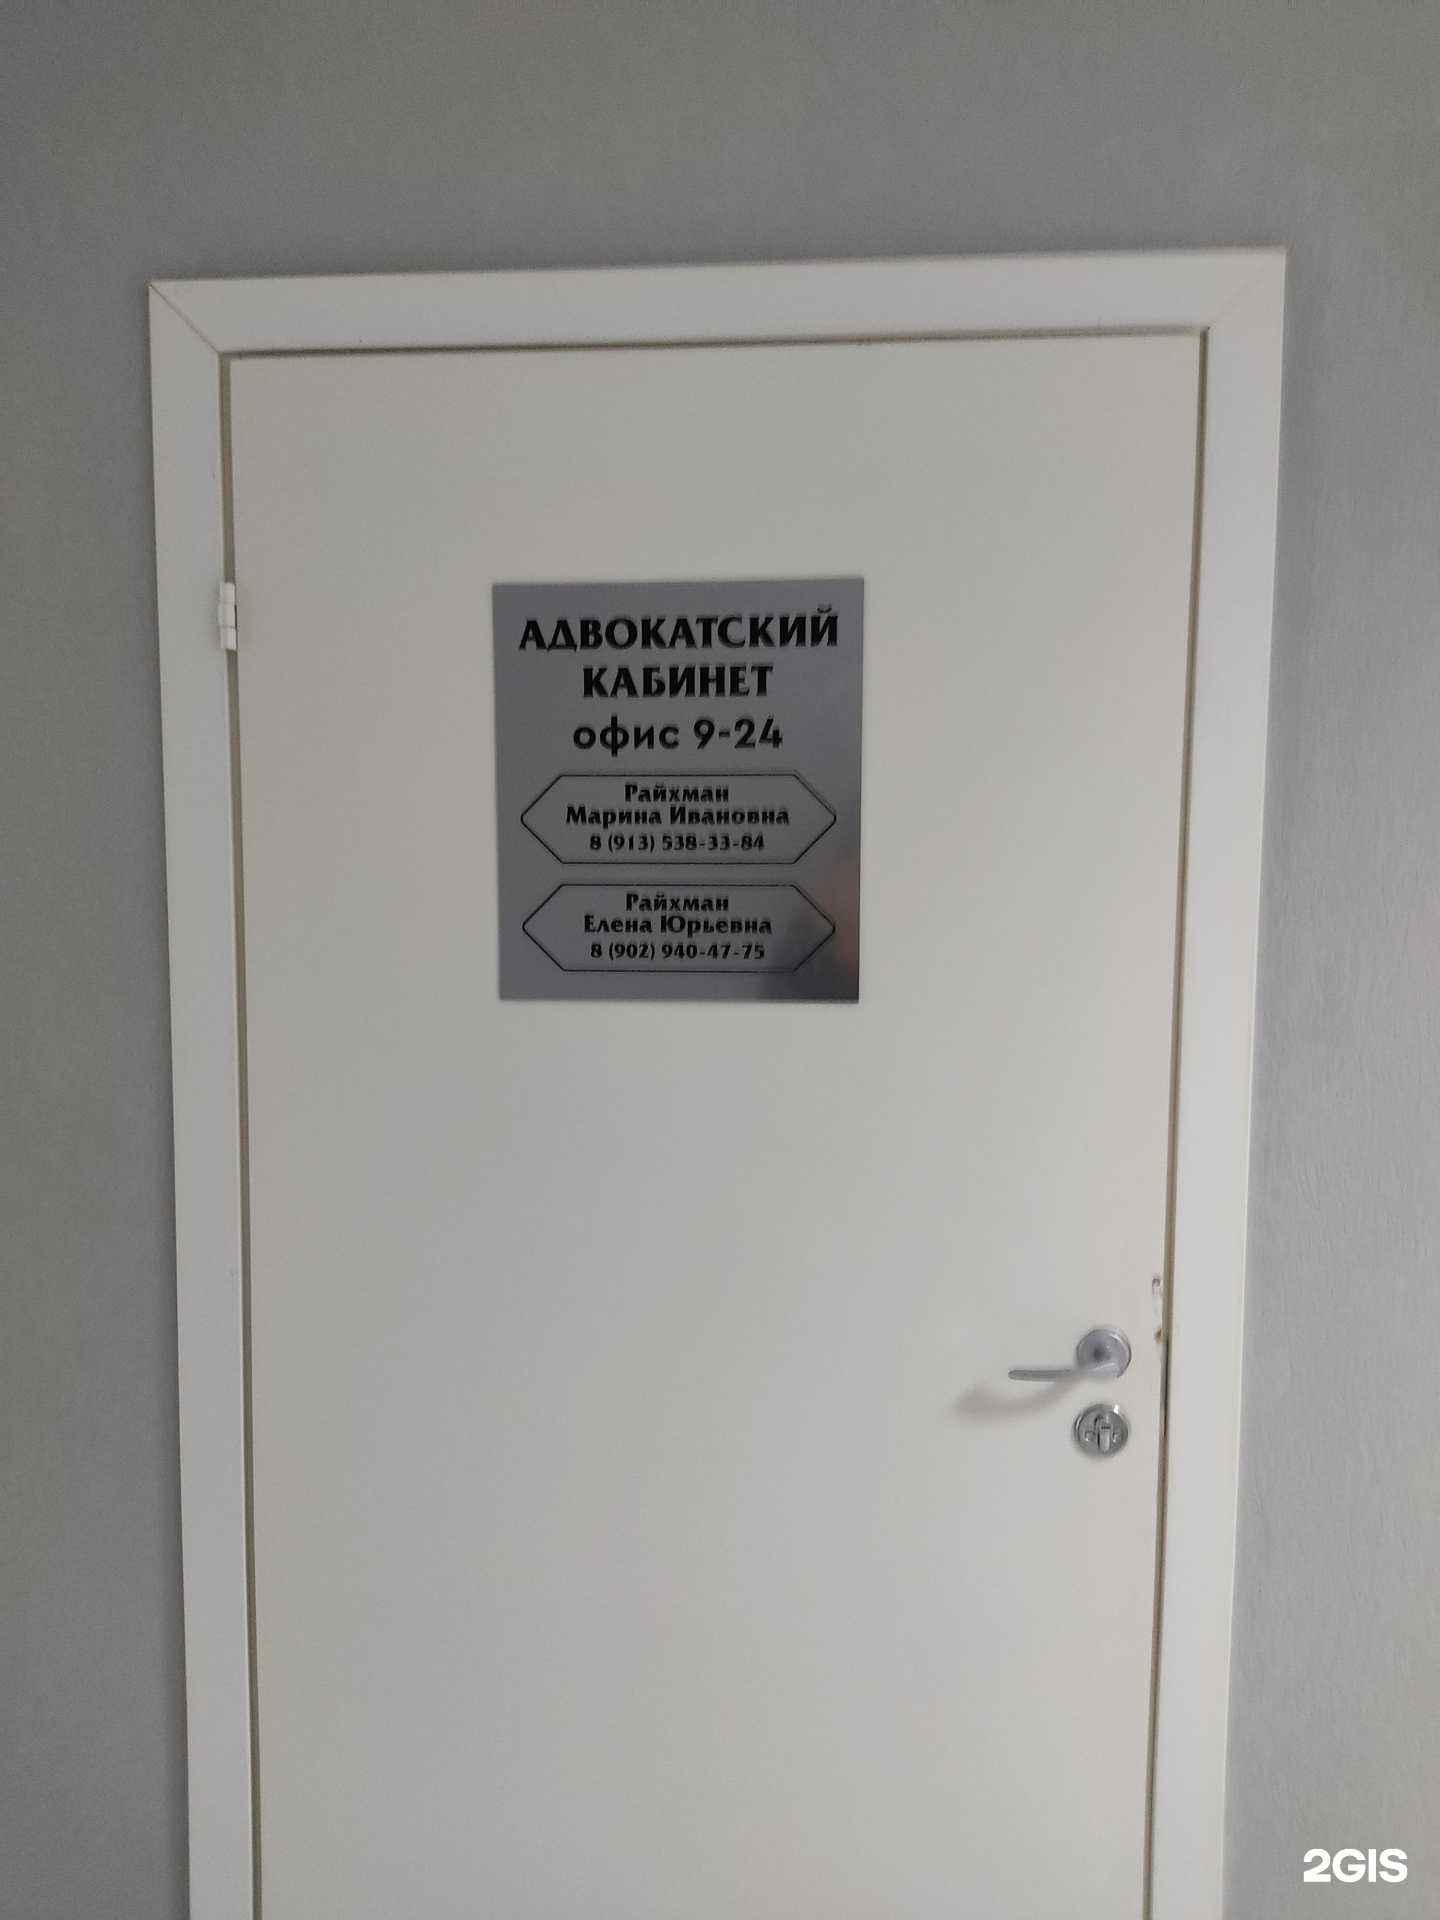 АДВОКАТСКИЙ
КАБИНЕТ
офис 9-24
Райхман
Марина Ивановна
8 (913) 538-33-84
Райхман
Елена Юрьевна
8 (902) 940-47-75
2GIS